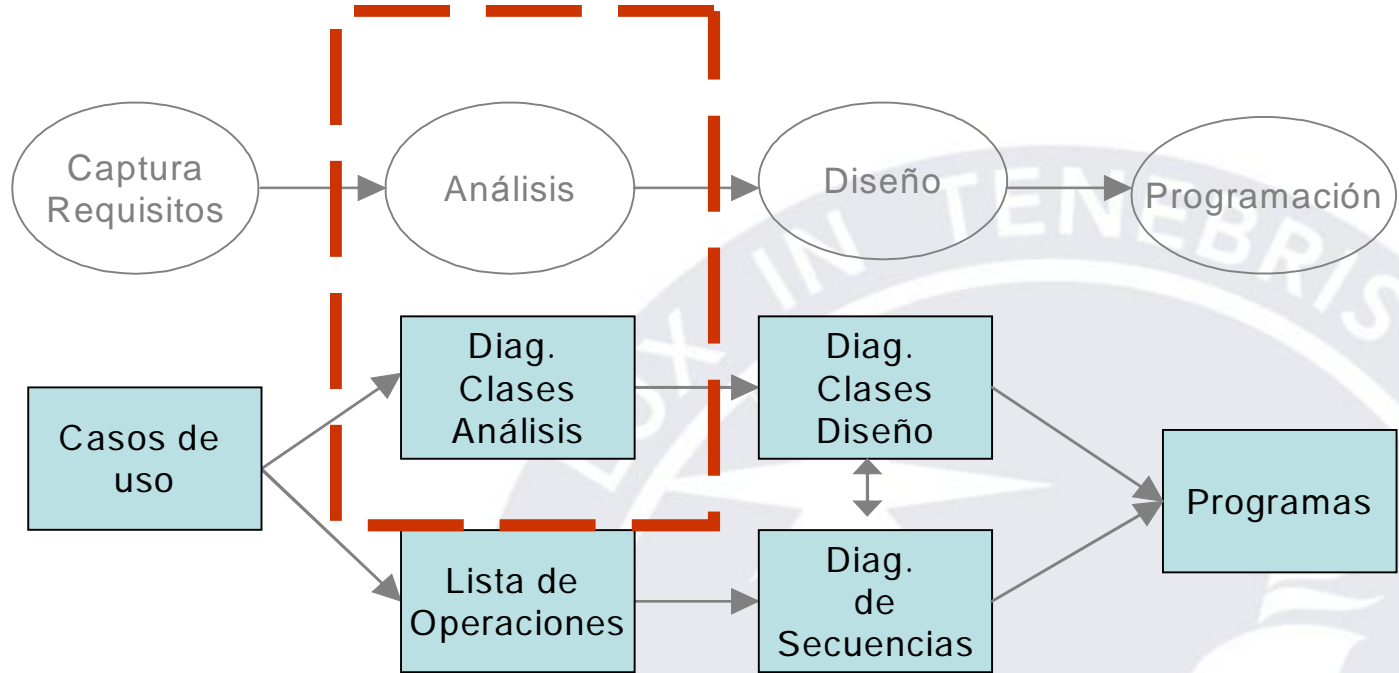 Captura
Requisitos
Análisis
Diseño
Programación
IN TENEBRIS
Diag.
Clases
Análisis
Diag.
Clases
Diseño
Casos de
uso
Programas
Lista de
Operaciones
Diag.
de
Secuencias